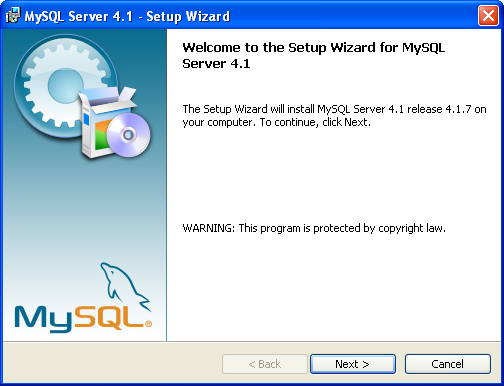 MySQL Server 4.1 - Setup Wizard
Welcome to the Setup Wizard for MySQL
Server 4.1
The Setup Wizard will install MySQL Server 4.1 release 4.1.7 on
your computer. To continue, click Next.
WARNING: This program is protected by copyright law.
MySQL®
< Back
Next >
Cancel